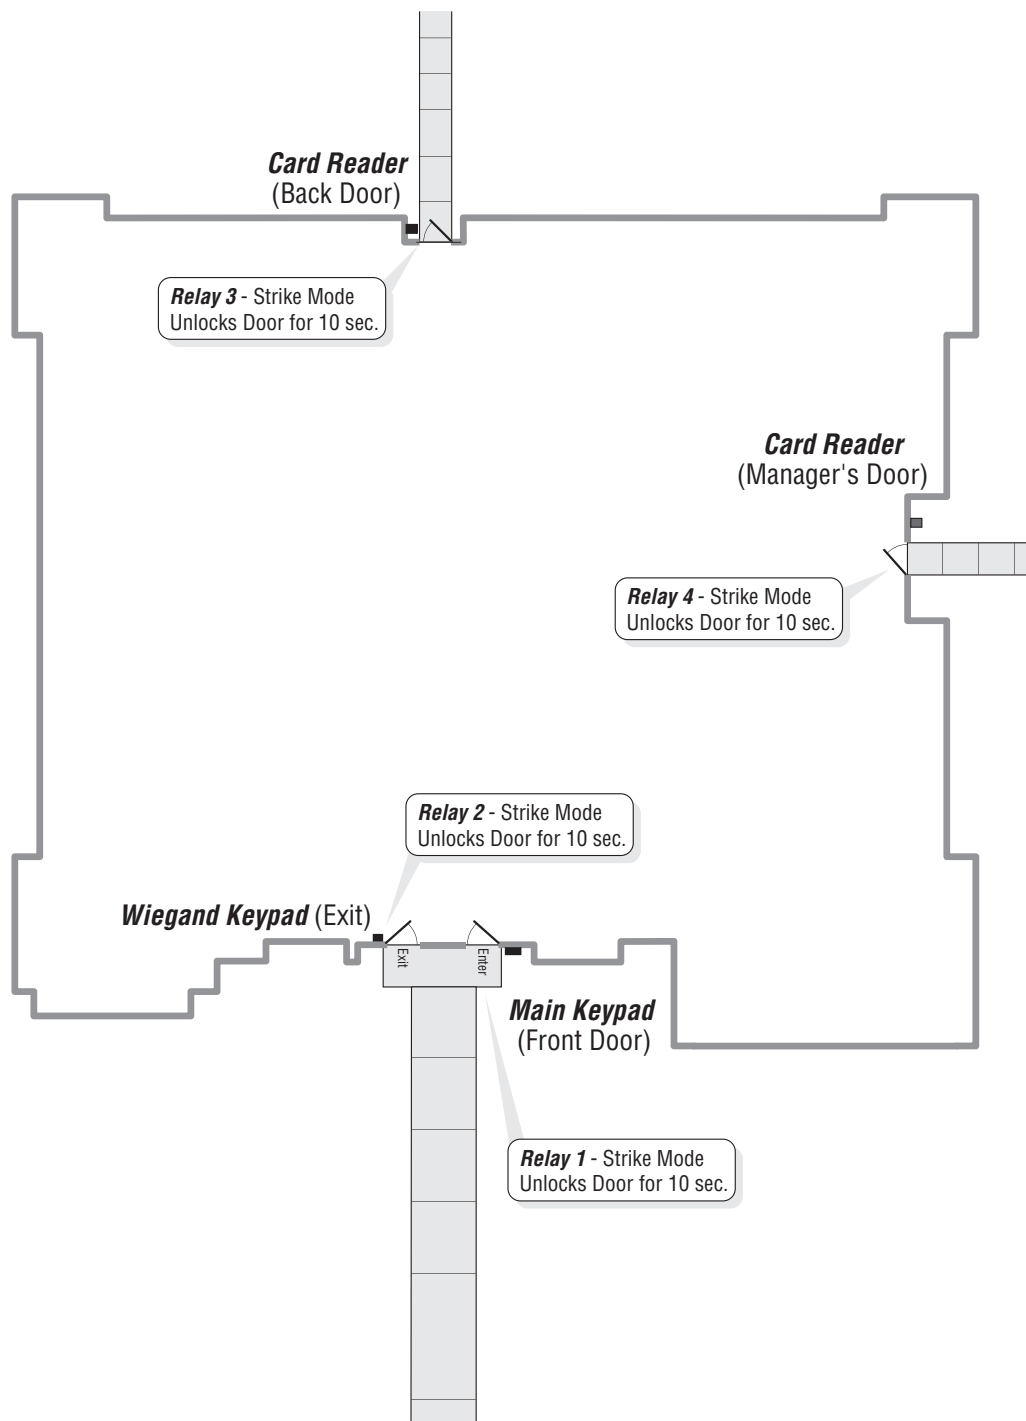 Card Reader
(Back Door)
Relay 3 - Strike Mode
Unlocks Door for 10 sec.
Card Reader
(Manager's Door)
Relay 4 - Strike Mode
Unlocks Door for 10 sec.
Relay 2 - Strike Mode
Unlocks Door for 10 sec.
Wiegand Keypad (Exit)
Exit
Enter
Main Keypad
(Front Door)
Relay 1 - Strike Mode
Unlocks Door for 10 sec.